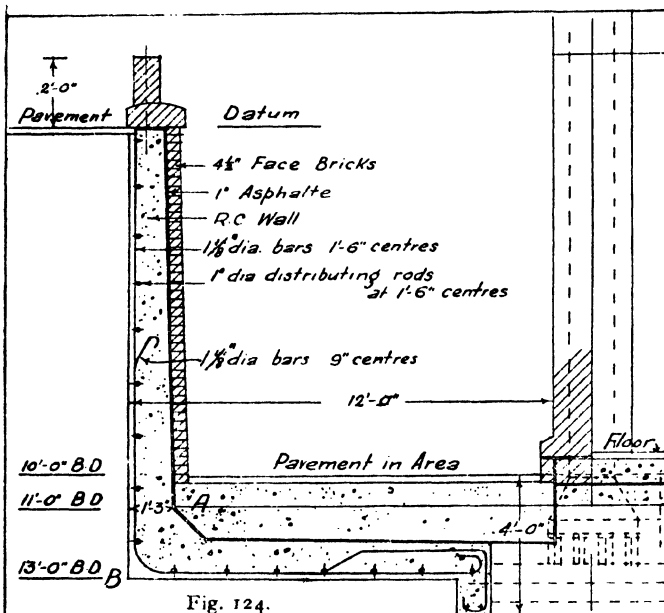 2'-0"
Pavement
Datum
4½" Face Bricks
1" Asphalte
R.C Wall
1⅛" dia. bars 1'-6" centres
1" dia distributing rods
at 1'-6" centres
1⅛" dia bars 9" centres
12'-0"
Floor
10'-0" B.D
Pavement in Area
11'-0" B D
1'-3"
A
4'-0"
13'-0" B D
B
Fig. 124.